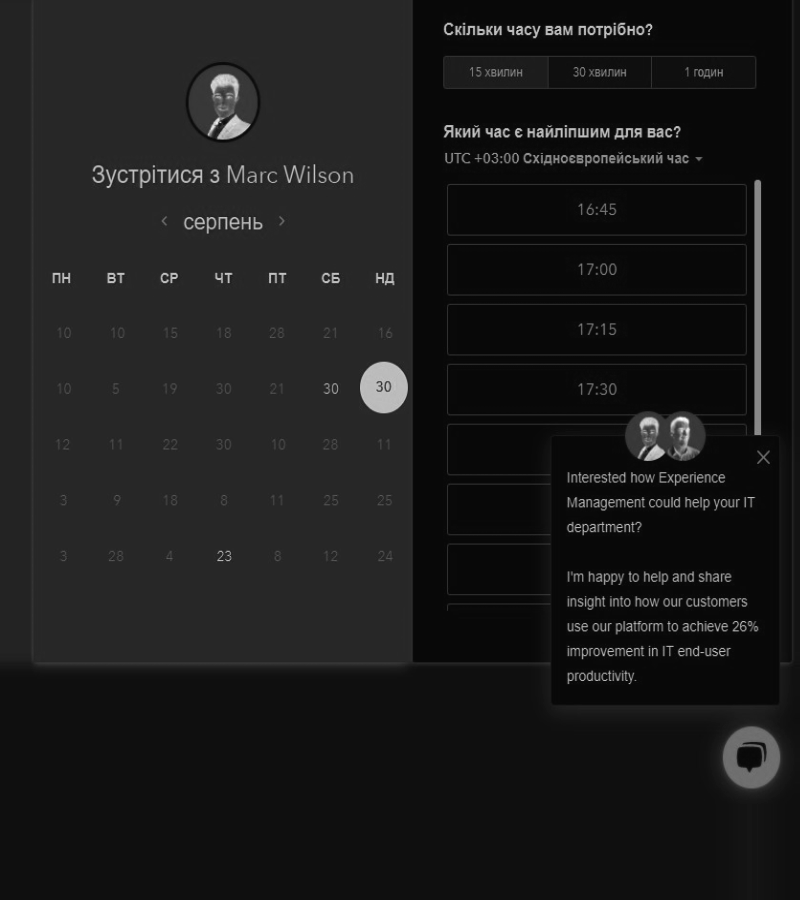 Зустрітися з Marc Wilson
серпень
ПН ВТ СР ЧТ ПТ СБ НД
10 10 15 18 28 21 16
10 5 19 30 21 30 30
12 11 22 30 10 28 11
3 9 18 8 11 25 25
3 28 4 23 8 12 24
Скільки часу вам потрібно?
15 хвилин 30 хвилин 1 годин
Який час є найліпшим для вас?
UTC +03:00 Східноєвропейський час
16:45
17:00
17:15
17:30
Interested how Experience
Management could help your IT
department?
I'm happy to help and share
insight into how our customers
use our platform to achieve 26%
improvement in IT end-user
productivity.